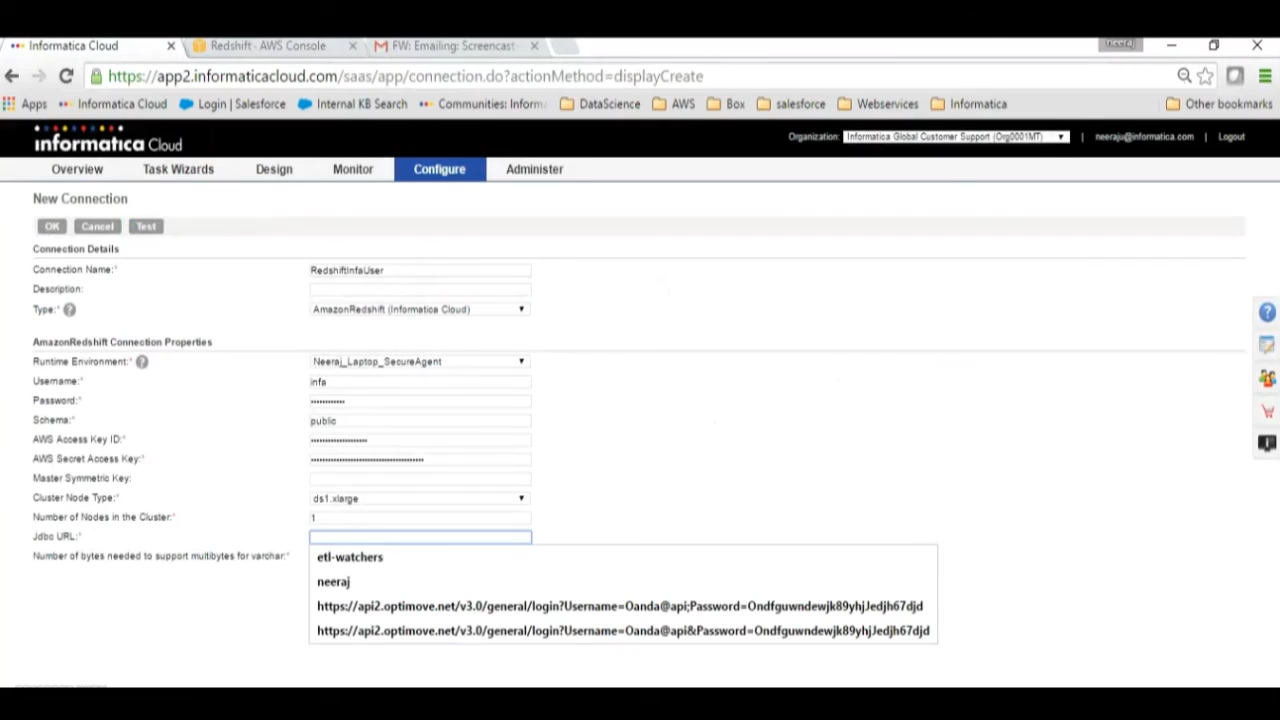 Informatica Cloud
Redshift · AWS Console
FW: Emailing: Screencast
neeraj
https://app2.informaticacloud.com/saas/app/connection.do?actionMethod=displayCreate
Apps
Informatica Cloud
Login | Salesforce
Internal KB Search
Communities: Inform
DataScience
AWS
Box
salesforce
Webservices
Informatica
Other bookmarks
informatica Cloud
Organization:
Informatica Global Customer Support (Org0001MT)
neeraju@informatica.com
|
Logout
Overview
Task Wizards
Design
Monitor
Configure
Administer
New Connection
OK
Cancel
Test
Connection Details
Connection Name:*
RedshiftInfaUser
Description:
Type:*
AmazonRedshift (Informatica Cloud)
AmazonRedshift Connection Properties
Runtime Environment:*
Neeraj_Laptop_SecureAgent
Username:*
infa
Password:*
Schema:*
public
AWS Access Key ID:*
AWS Secret Access Key:*
Master Symmetric Key:
Cluster Node Type:*
ds1.xlarge
Number of Nodes in the Cluster:*
1
Jdbc URL:*
Number of bytes needed to support multibytes for varchar:*
etl-watchers
neeraj
https://api2.optimove.net/v3.0/general/login?Username=Oanda@api;Password=Ondfguwndewjk89yhjJedjh67djd
https://api2.optimove.net/v3.0/general/login?Username=Oanda@api&Password=Ondfguwndewjk89yhjJedjh67djd